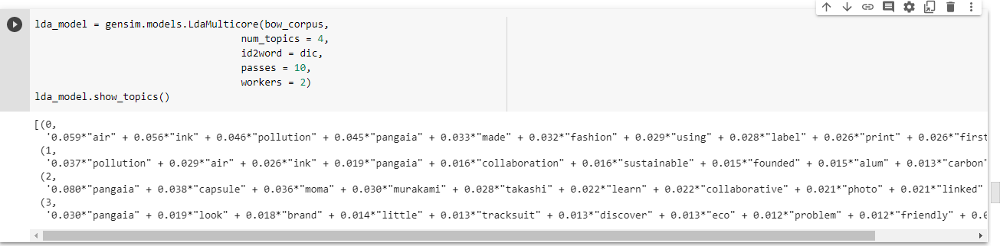 lda_model = gensim.models.LdaMulticore(bow_corpus,
num_topics = 4,
id2word = dic,
passes = 10,
workers = 2)
lda_model.show_topics()
[(0,
'0.059*"air" + 0.056*"ink" + 0.046*"pollution" + 0.045*"pangaia" + 0.033*"made" + 0.032*"fashion" + 0.029*"using" + 0.028*"label" + 0.026*"print" + 0.026*"first
(1,
'0.037*"pollution" + 0.029*"air" + 0.026*"ink" + 0.019*"pangaia" + 0.016*"collaboration" + 0.016*"sustainable" + 0.015*"founded" + 0.015*"alum" + 0.013*"carbon"
(2,
'0.080*"pangaia" + 0.038*"capsule" + 0.036*"moma" + 0.030*"murakami" + 0.028*"takashi" + 0.022*"learn" + 0.022*"collaborative" + 0.021*"photo" + 0.021*"linked"
(3,
'0.030*"pangaia" + 0.019*"look" + 0.018*"brand" + 0.014*"little" + 0.013*"tracksuit" + 0.013*"discover" + 0.013*"eco" + 0.012*"problem" + 0.012*"friendly" + 0.0